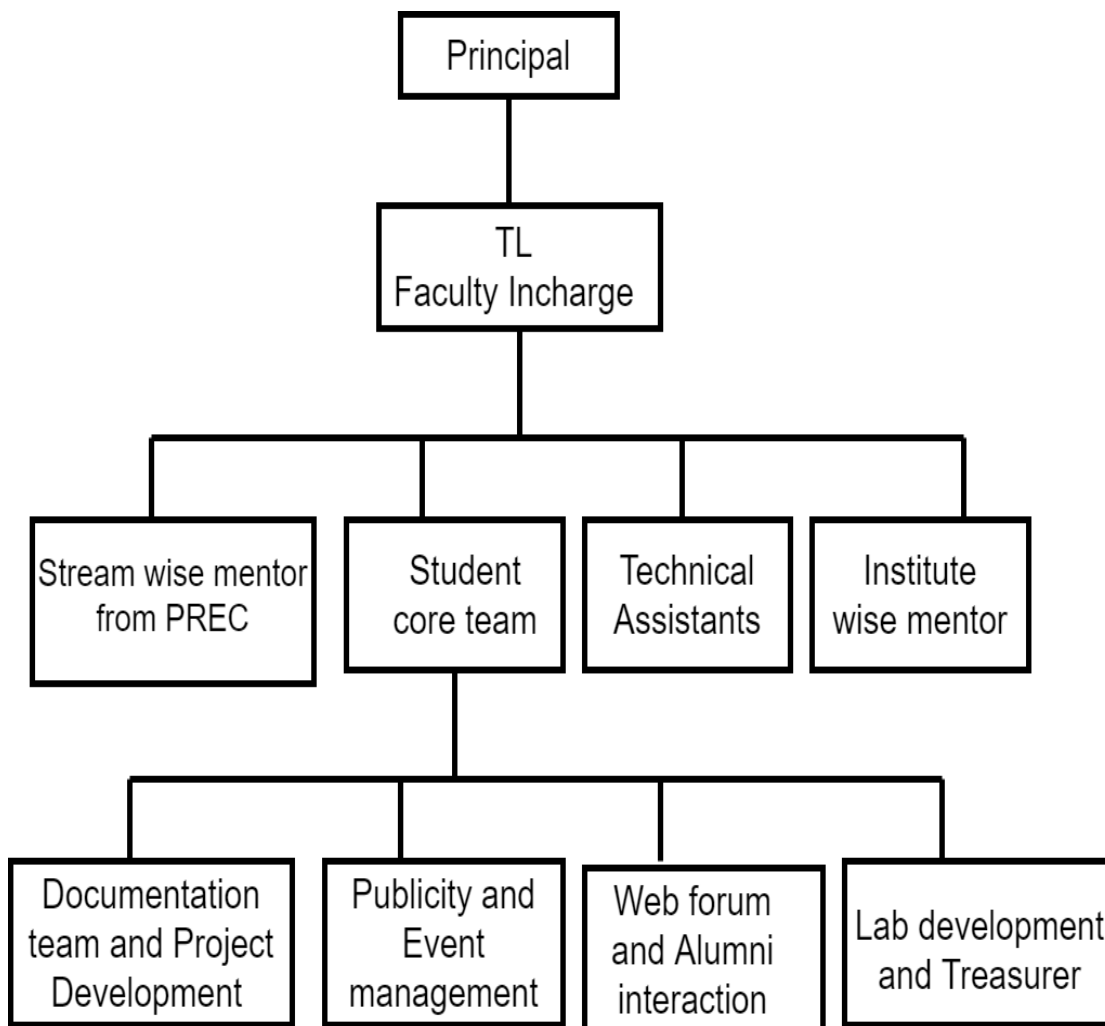 Principal
TL
Faculty Incharge
Stream wise mentor
from PREC
Student
core team
Technical
Assistants
Institute
wise mentor
Documentation
team and Project
Development
Publicity and
Event
management
Web forum
and Alumni
interaction
Lab development
and Treasurer